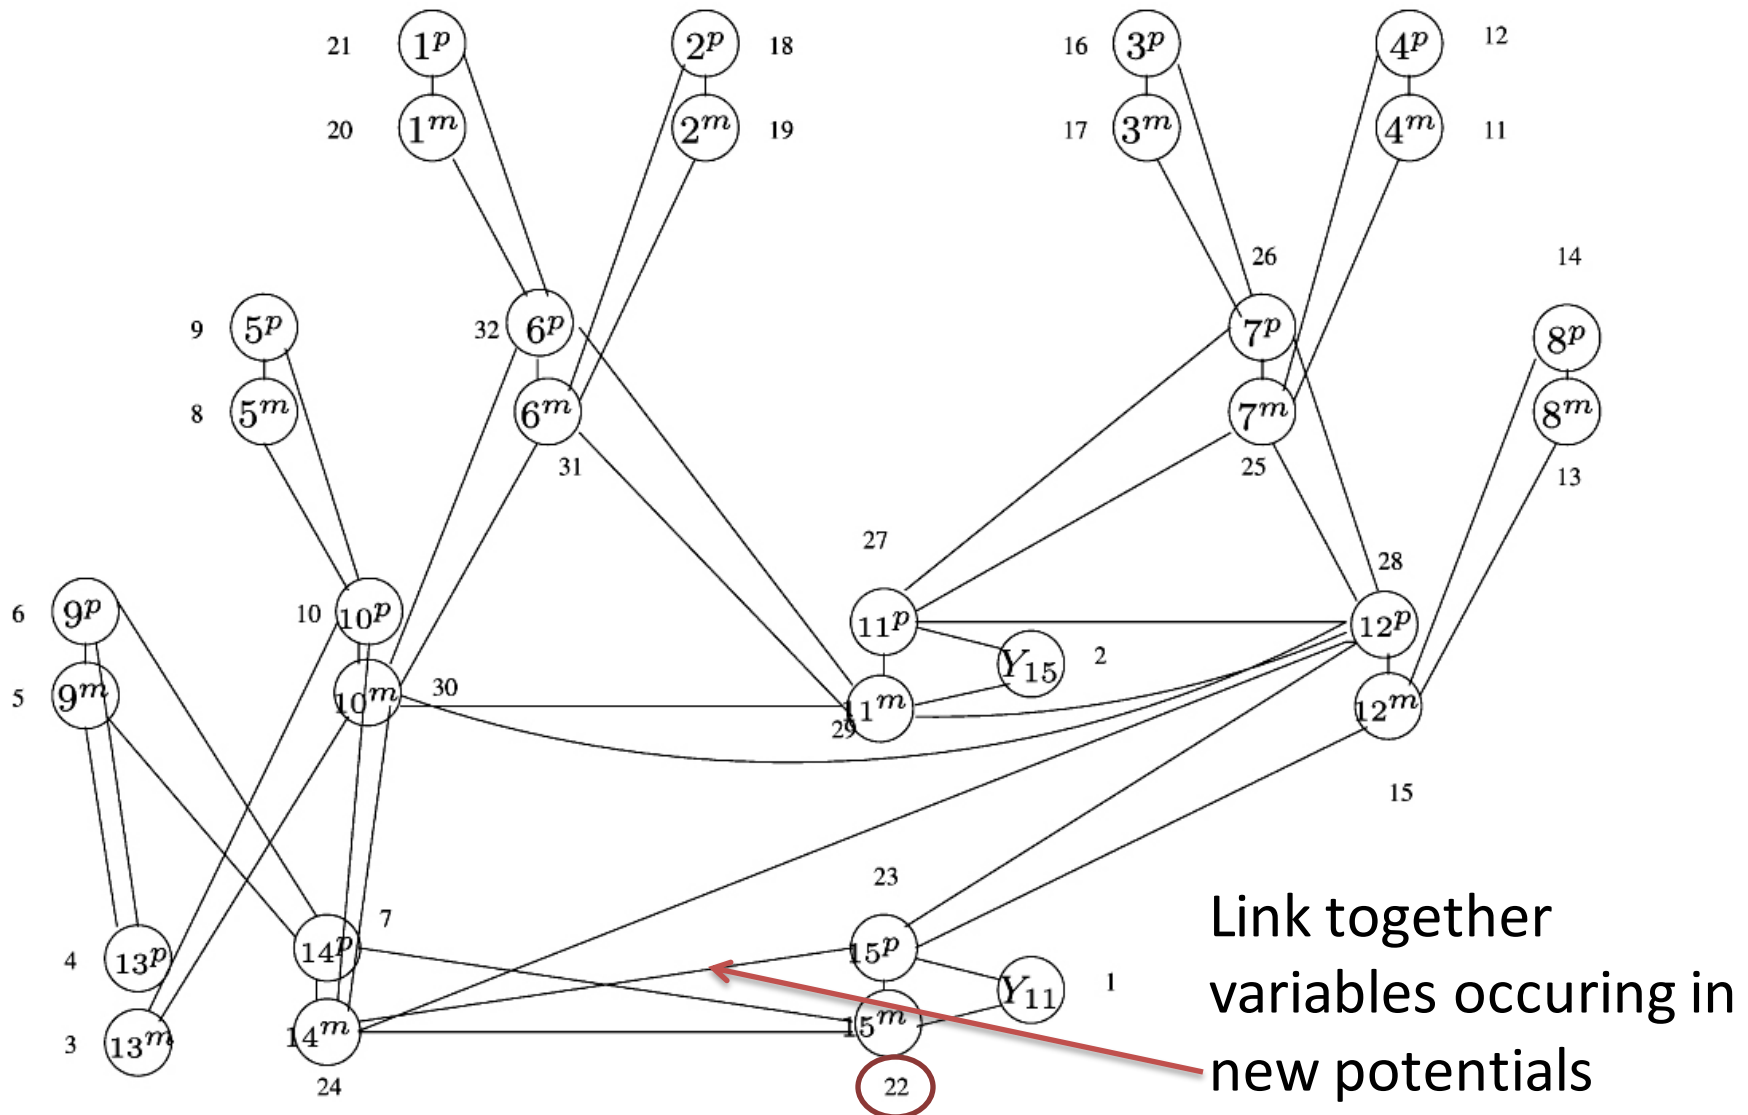 21 1ᵖ 2ᵖ 18 16 3ᵖ 4ᵖ 12
20 1ᵐ 2ᵐ 19 17 3ᵐ 4ᵐ 11
26 14
9 5ᵖ 32 6ᵖ 7ᵖ 8ᵖ
8 5ᵐ 6ᵐ 7ᵐ 8ᵐ
31 25 13
27 28
6 9ᵖ 10 10ᵖ 11ᵖ 12ᵖ
Y₁₅ 2
5 9ᵐ 10ᵐ 30 11ᵐ 12ᵐ
29
15
23
7
4 13ᵖ 14ᵖ 15ᵖ
Y₁₁ 1
3 13ᵐ 14ᵐ 15ᵐ
24 22
Link together
variables occuring in
new potentials